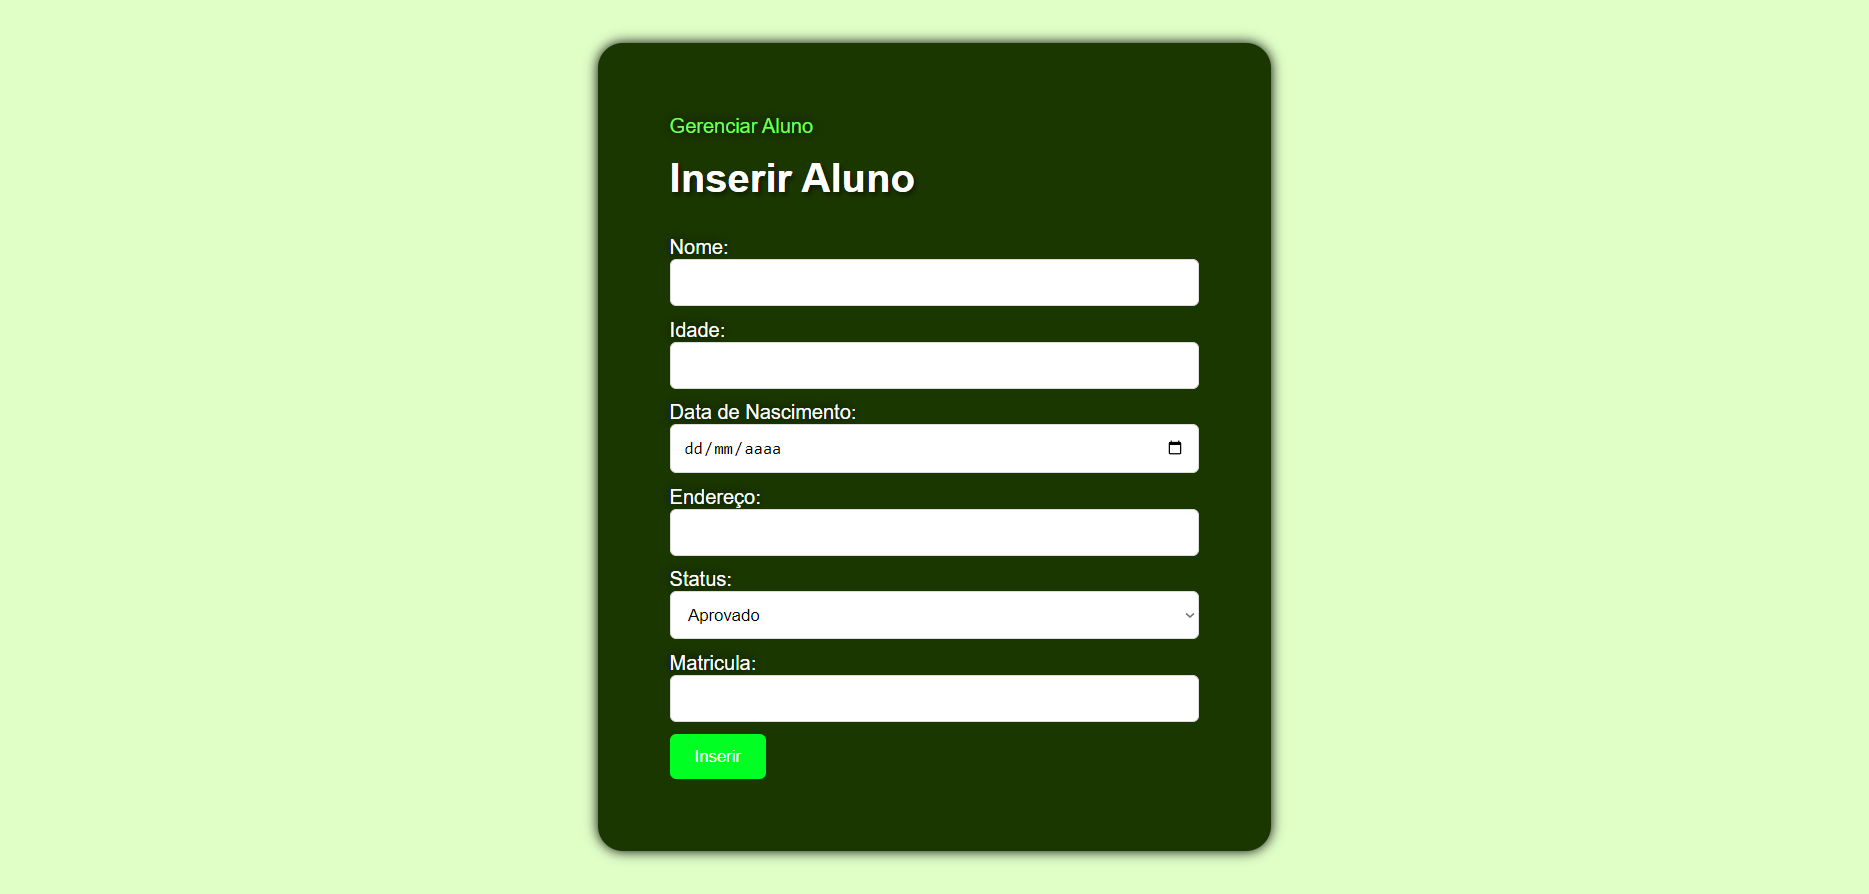 Gerenciar Aluno
Inserir Aluno
Nome:
Idade:
Data de Nascimento:
dd/mm/aaaa
Endereço:
Status:
Aprovado
Matricula:
Inserir